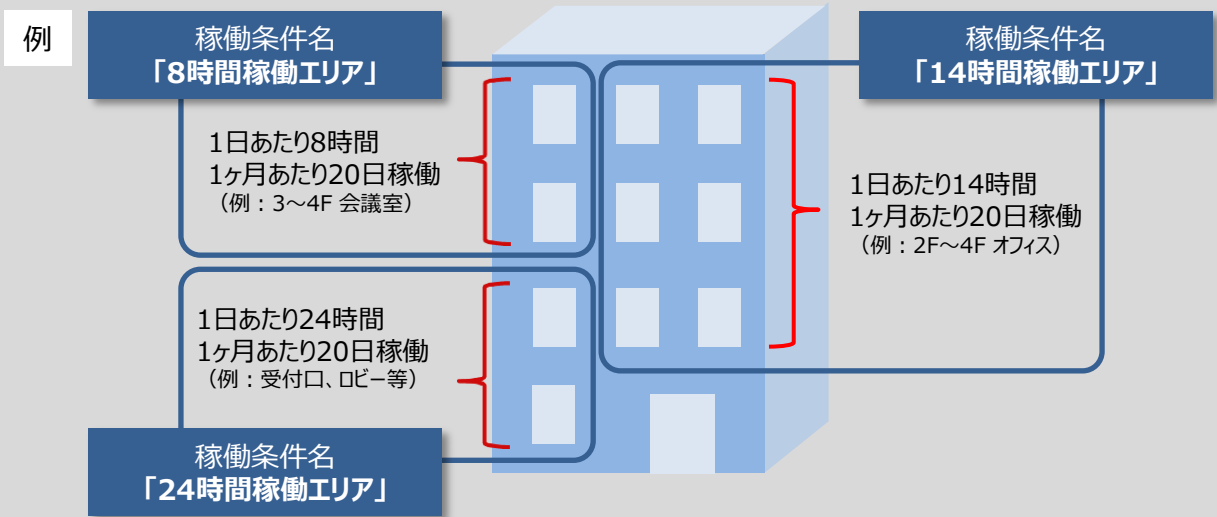 例
稼働条件名
「8時間稼働エリア」
1日あたり8時間
1ヶ月あたり20日稼働
（例：3～4F 会議室）
稼働条件名
「14時間稼働エリア」
1日あたり14時間
1ヶ月あたり20日稼働
（例：2F～4F オフィス）
1日あたり24時間
1ヶ月あたり20日稼働
（例：受付口、ロビー等）
稼働条件名
「24時間稼働エリア」